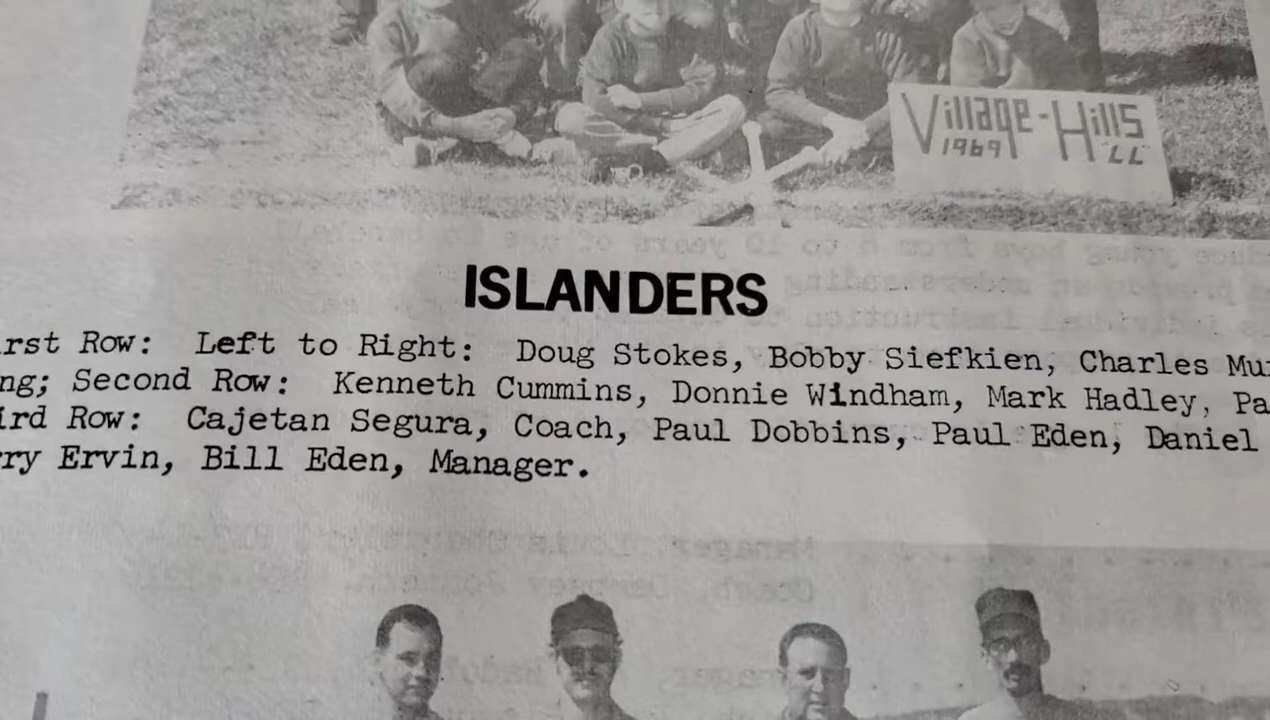 Village-Hills
1969 "LL"
ISLANDERS
rst Row: Left to Right: Doug Stokes, Bobby Siefkien, Charles Mu
ng; Second Row: Kenneth Cummins, Donnie Windham, Mark Hadley, Pa
ird Row: Cajetan Segura, Coach, Paul Dobbins, Paul Eden, Daniel
ry Ervin, Bill Eden, Manager.